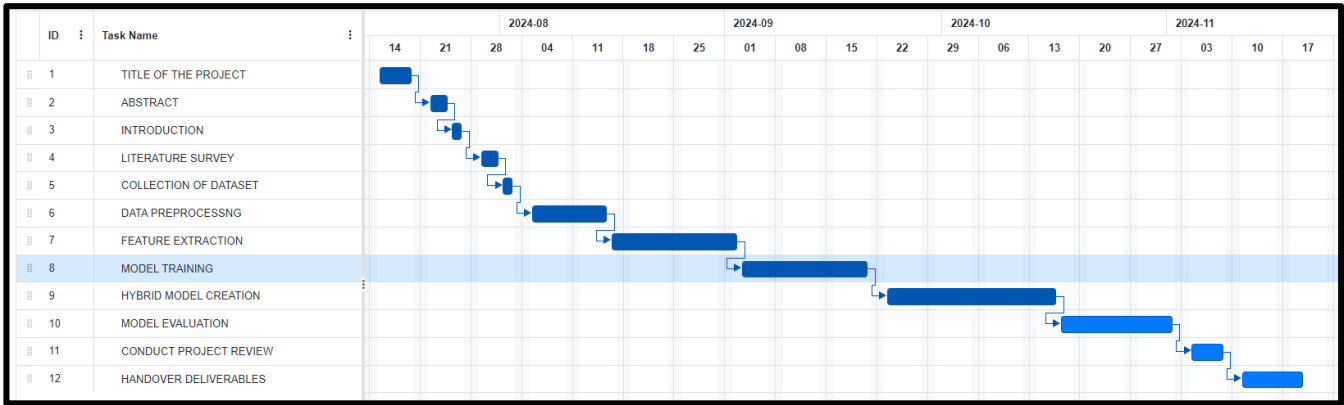 ID Task Name
2024-08 2024-09 2024-10 2024-11
14 21 28 04 11 18 25 01 08 15 22 29 06 13 20 27 03 10 17
1 TITLE OF THE PROJECT
2 ABSTRACT
3 INTRODUCTION
4 LITERATURE SURVEY
5 COLLECTION OF DATASET
6 DATA PREPROCESSNG
7 FEATURE EXTRACTION
8 MODEL TRAINING
9 HYBRID MODEL CREATION
10 MODEL EVALUATION
11 CONDUCT PROJECT REVIEW
12 HANDOVER DELIVERABLES